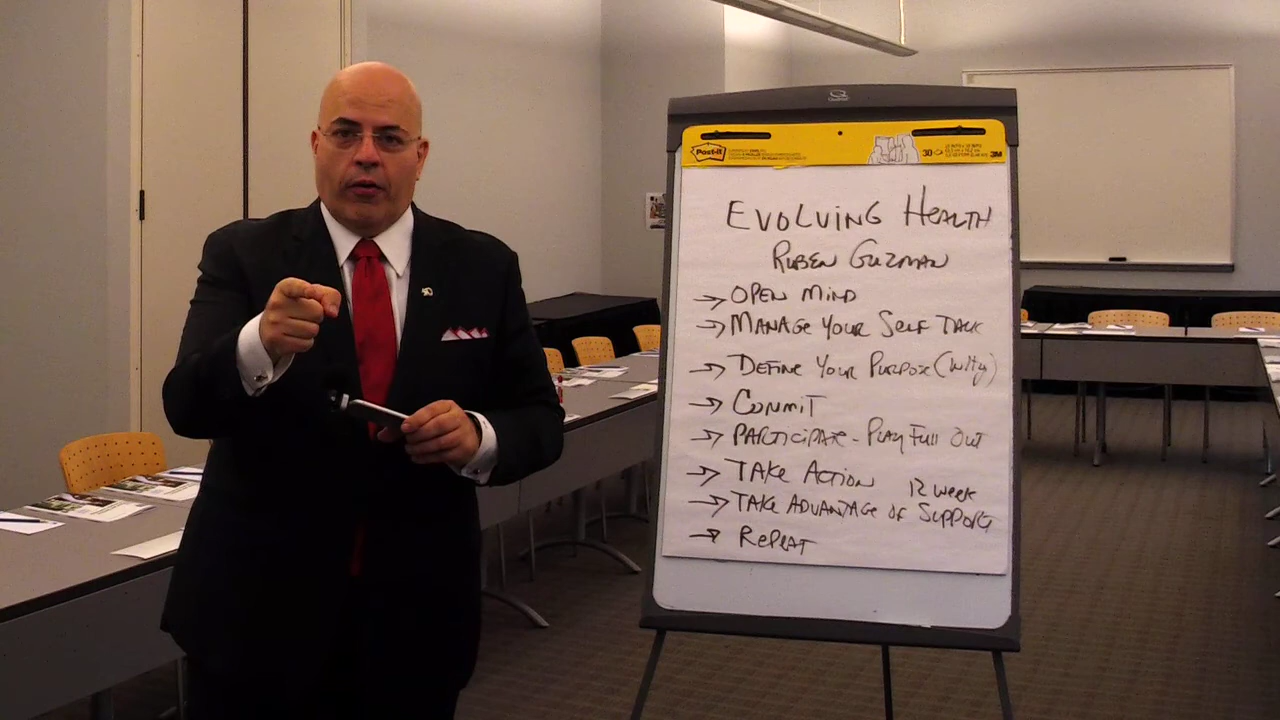 Post-it
30
3M
EVOLVING HEALTH
RUBEN GUZMAN
→ OPEN MIND
→ MANAGE YOUR SELF TALK
→ DEFINE YOUR PURPOSE (WHY)
→ COMMIT
→ PARTICIPATE - PLAY FULL OUT
→ TAKE ACTION 12 WEEK
→ TAKE ADVANTAGE OF SUPPORT
→ REPEAT